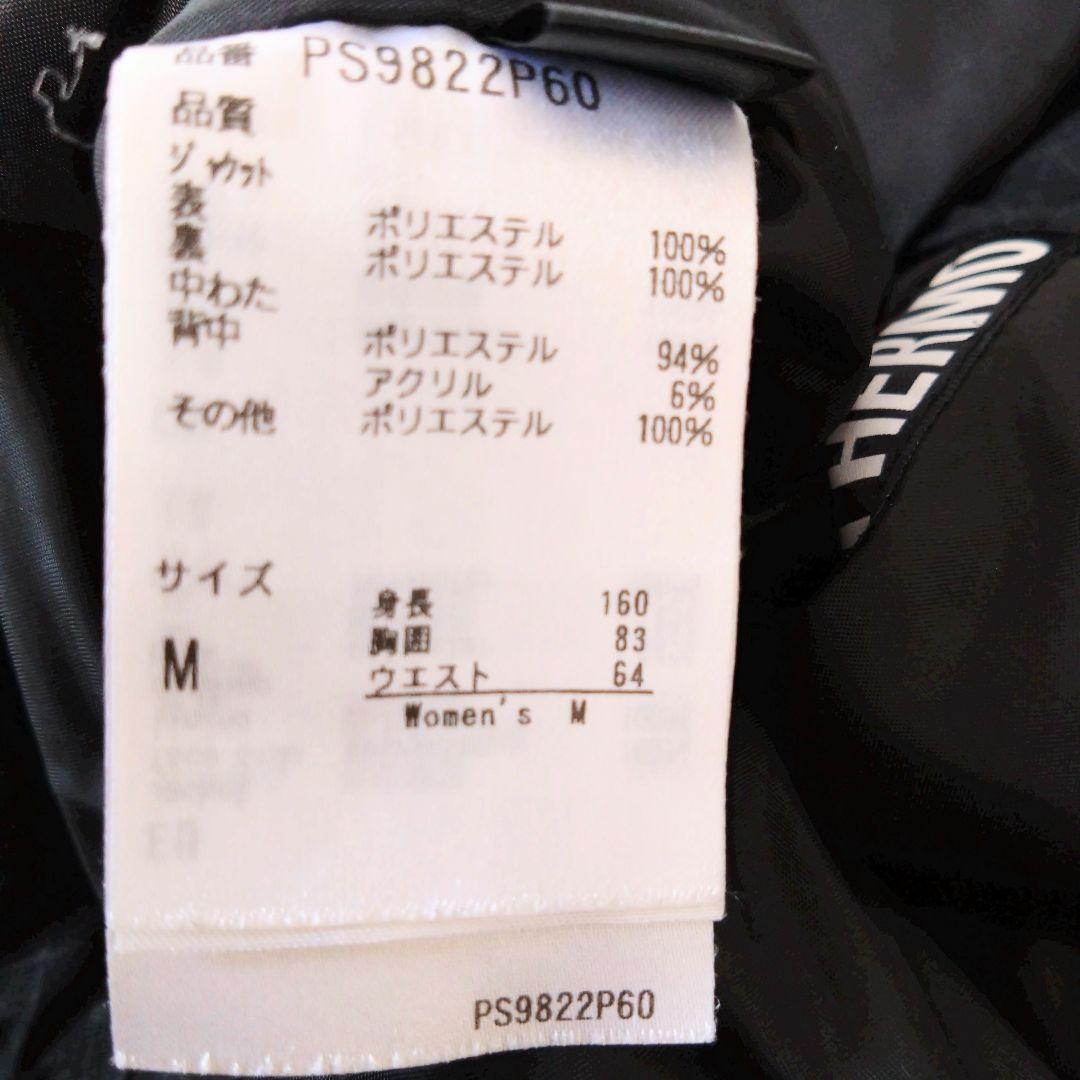 品番 PS9822P60
品質
ジャケット
表 ポリエステル 100%
裏 ポリエステル 100%
中わた
背中 ポリエステル 94%
アクリル 6%
その他 ポリエステル 100%
サイズ
身長 160
胸囲 83
M
ウエスト 64
Women's M
PS9822P60
HERMO